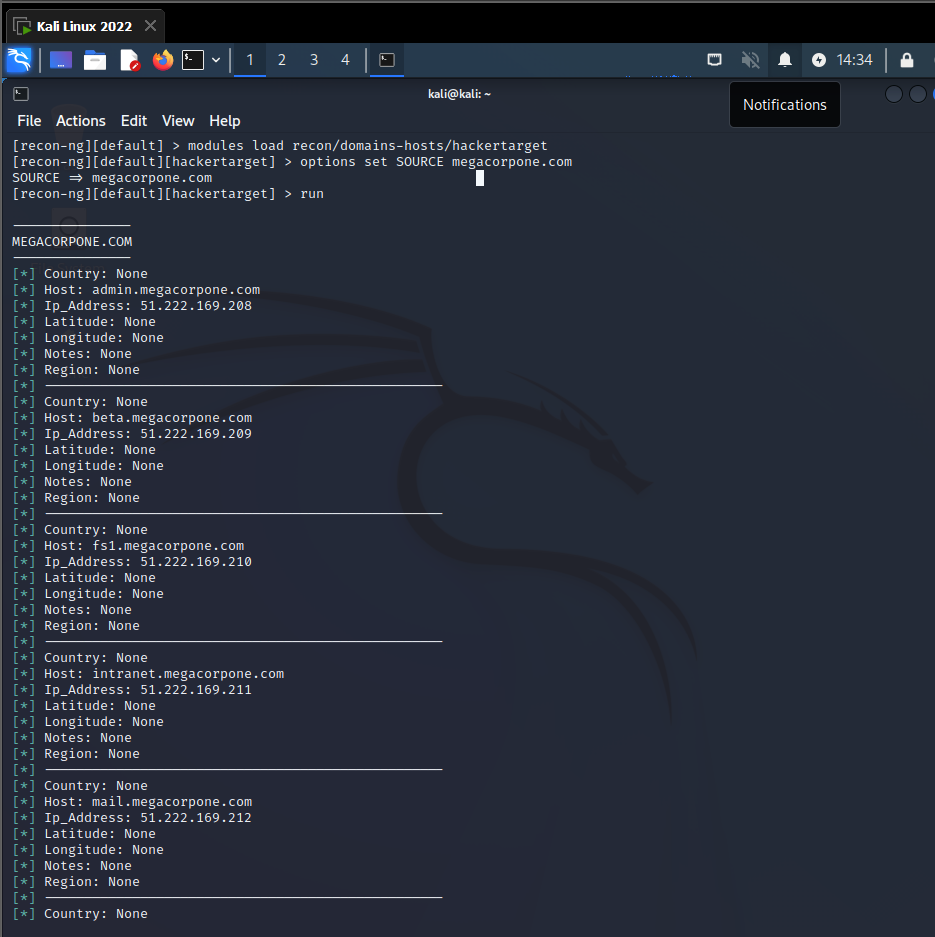 Kali Linux 2022
1 2 3 4
14:34
kali@kali: ~
Notifications
File Actions Edit View Help
[recon-ng][default] > modules load recon/domains-hosts/hackertarget
[recon-ng][default][hackertarget] > options set SOURCE megacorpone.com
SOURCE ⇒ megacorpone.com
[recon-ng][default][hackertarget] > run
MEGACORPONE.COM
[*] Country: None
[*] Host: admin.megacorpone.com
[*] Ip_Address: 51.222.169.208
[*] Latitude: None
[*] Longitude: None
[*] Notes: None
[*] Region: None
[*] ──────────────────────────────
[*] Country: None
[*] Host: beta.megacorpone.com
[*] Ip_Address: 51.222.169.209
[*] Latitude: None
[*] Longitude: None
[*] Notes: None
[*] Region: None
[*] ──────────────────────────────
[*] Country: None
[*] Host: fs1.megacorpone.com
[*] Ip_Address: 51.222.169.210
[*] Latitude: None
[*] Longitude: None
[*] Notes: None
[*] Region: None
[*] ──────────────────────────────
[*] Country: None
[*] Host: intranet.megacorpone.com
[*] Ip_Address: 51.222.169.211
[*] Latitude: None
[*] Longitude: None
[*] Notes: None
[*] Region: None
[*] ──────────────────────────────
[*] Country: None
[*] Host: mail.megacorpone.com
[*] Ip_Address: 51.222.169.212
[*] Latitude: None
[*] Longitude: None
[*] Notes: None
[*] Region: None
[*] ──────────────────────────────
[*] Country: None